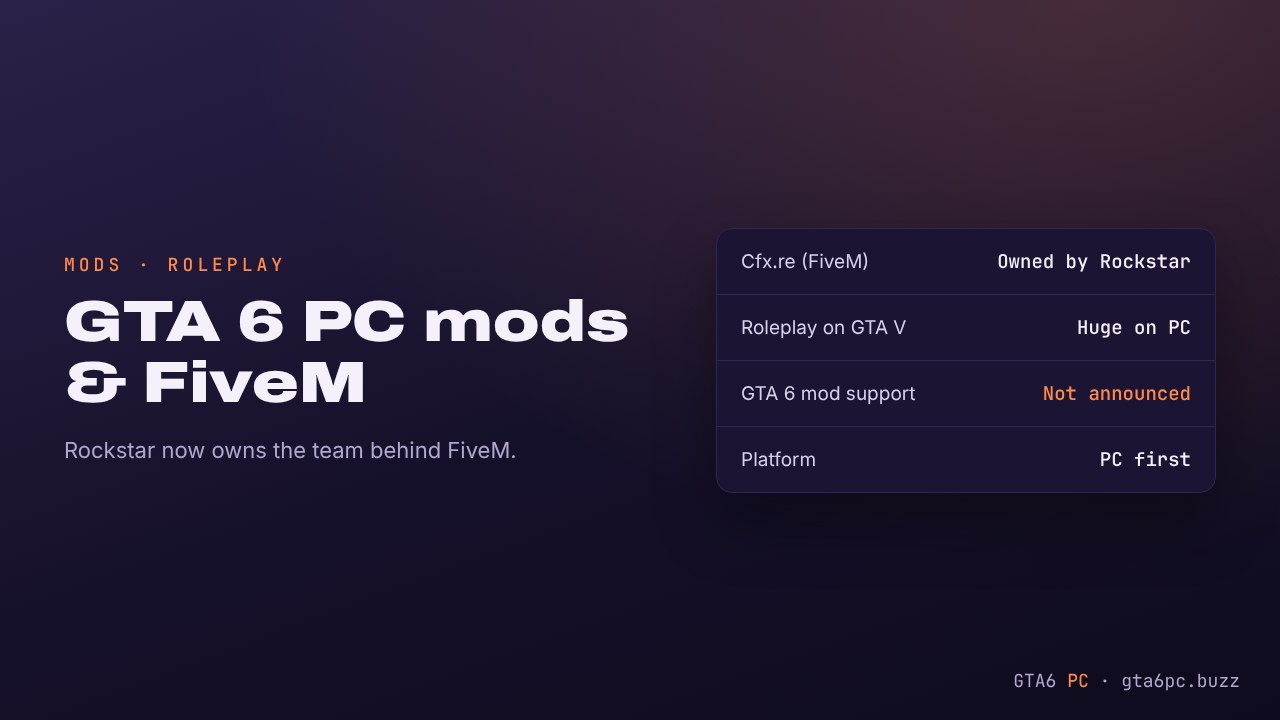 MODS · ROLEPLAY
GTA 6 PC mods
& FiveM
Rockstar now owns the team behind FiveM.
Cfx.re (FiveM) Owned by Rockstar
Roleplay on GTA V Huge on PC
GTA 6 mod support Not announced
Platform PC first
GTA6 PC · gta6pc.buzz